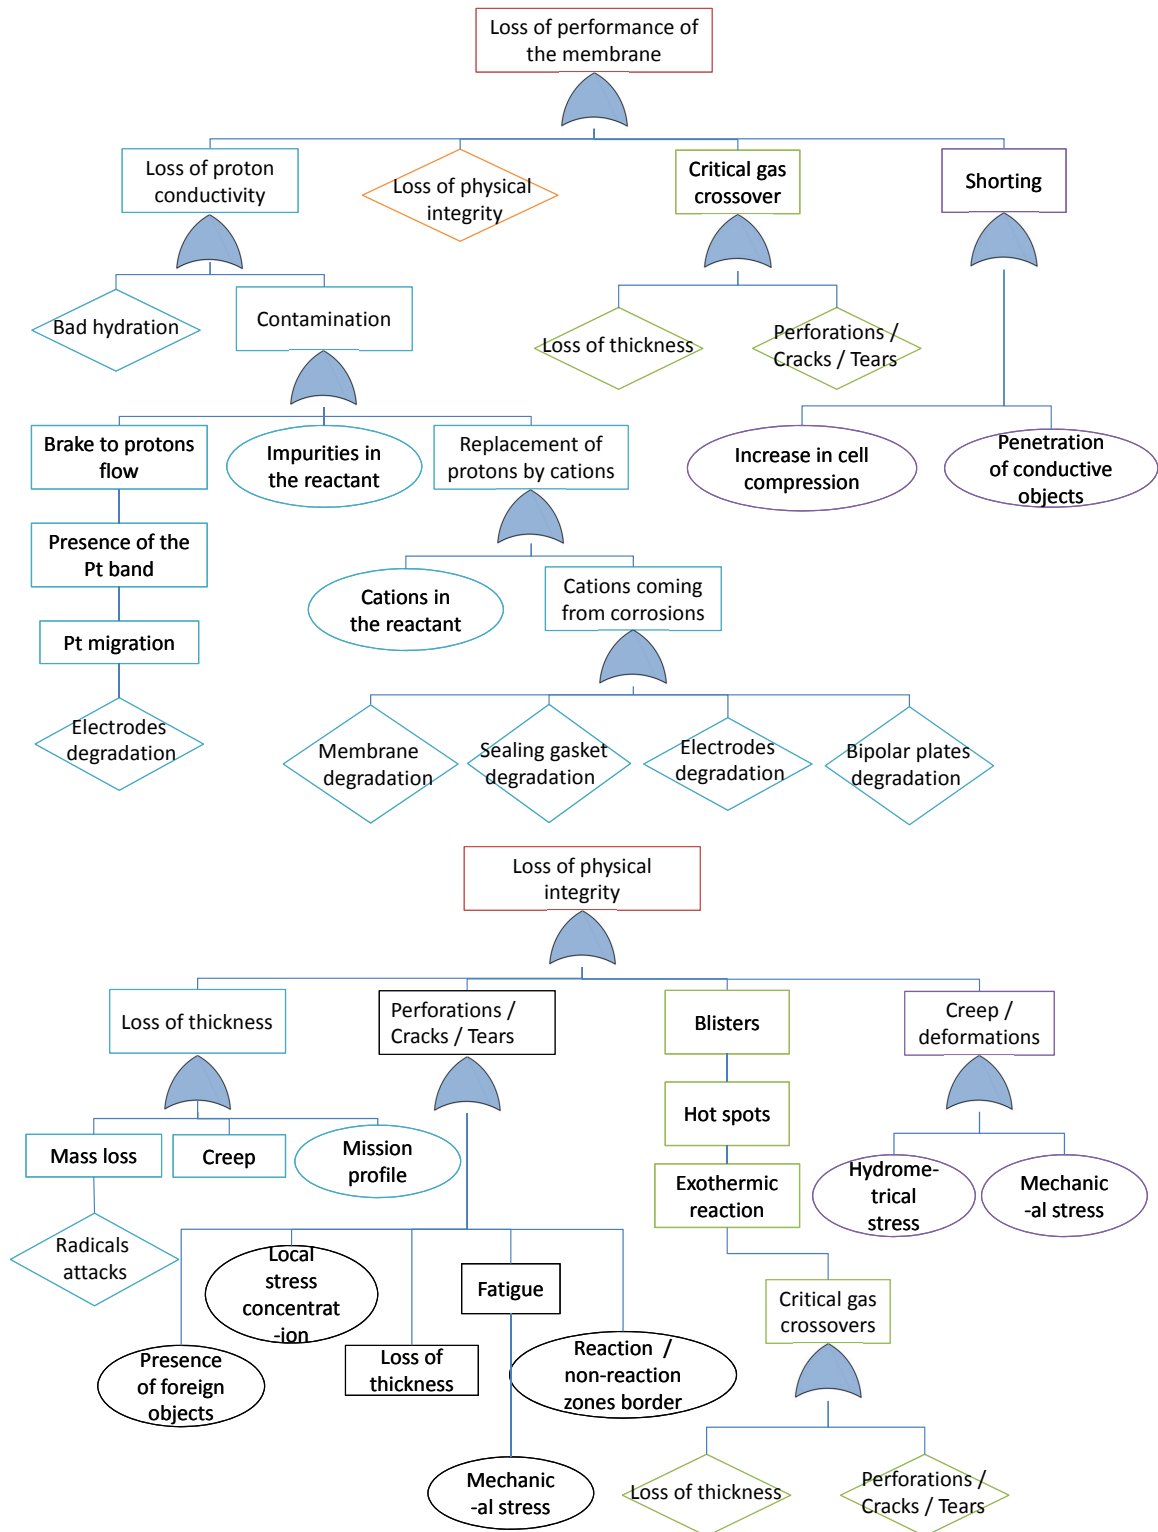 Loss of performance of
the membrane
Loss of proton
conductivity
Loss of physical
integrity
Critical gas
crossover
Shorting
Bad hydration
Contamination
Loss of thickness
Perforations /
Cracks / Tears
Brake to protons
flow
Impurities in
the reactant
Replacement of
protons by cations
Increase in cell
compression
Penetration
of conductive
objects
Presence of the
Pt band
Cations in
the reactant
Cations coming
from corrosions
Pt migration
Electrodes
degradation
Membrane
degradation
Sealing gasket
degradation
Electrodes
degradation
Bipolar plates
degradation
Loss of physical
integrity
Loss of thickness
Perforations /
Cracks / Tears
Blisters
Creep /
deformations
Hot spots
Mass loss
Creep
Mission
profile
Exothermic
reaction
Hydrome-
trical
stress
Mechanic
-al stress
Radicals
attacks
Local
stress
concentrat
-ion
Fatigue
Critical gas
crossovers
Presence
of foreign
objects
Loss of
thickness
Reaction /
non-reaction
zones border
Mechanic
-al stress
Loss of thickness
Perforations /
Cracks / Tears